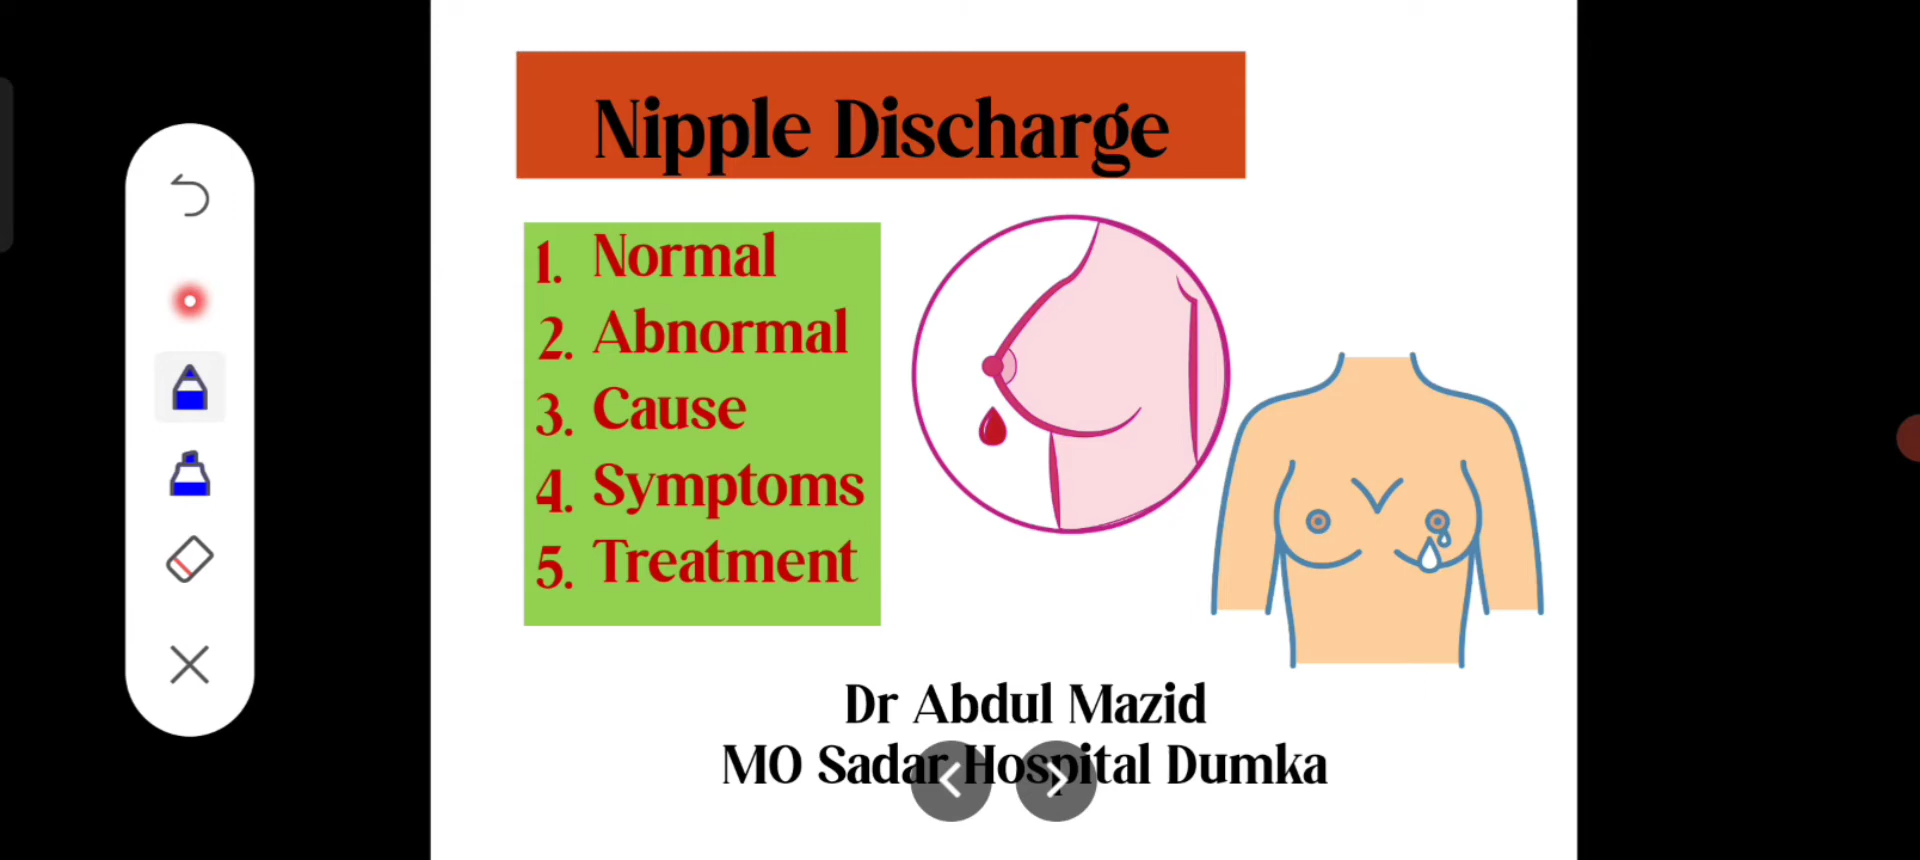 Nipple Discharge
1. Normal
2. Abnormal
3. Cause
4. Symptoms
5. Treatment
Dr Abdul Mazid
MO Sadar Hospital Dumka